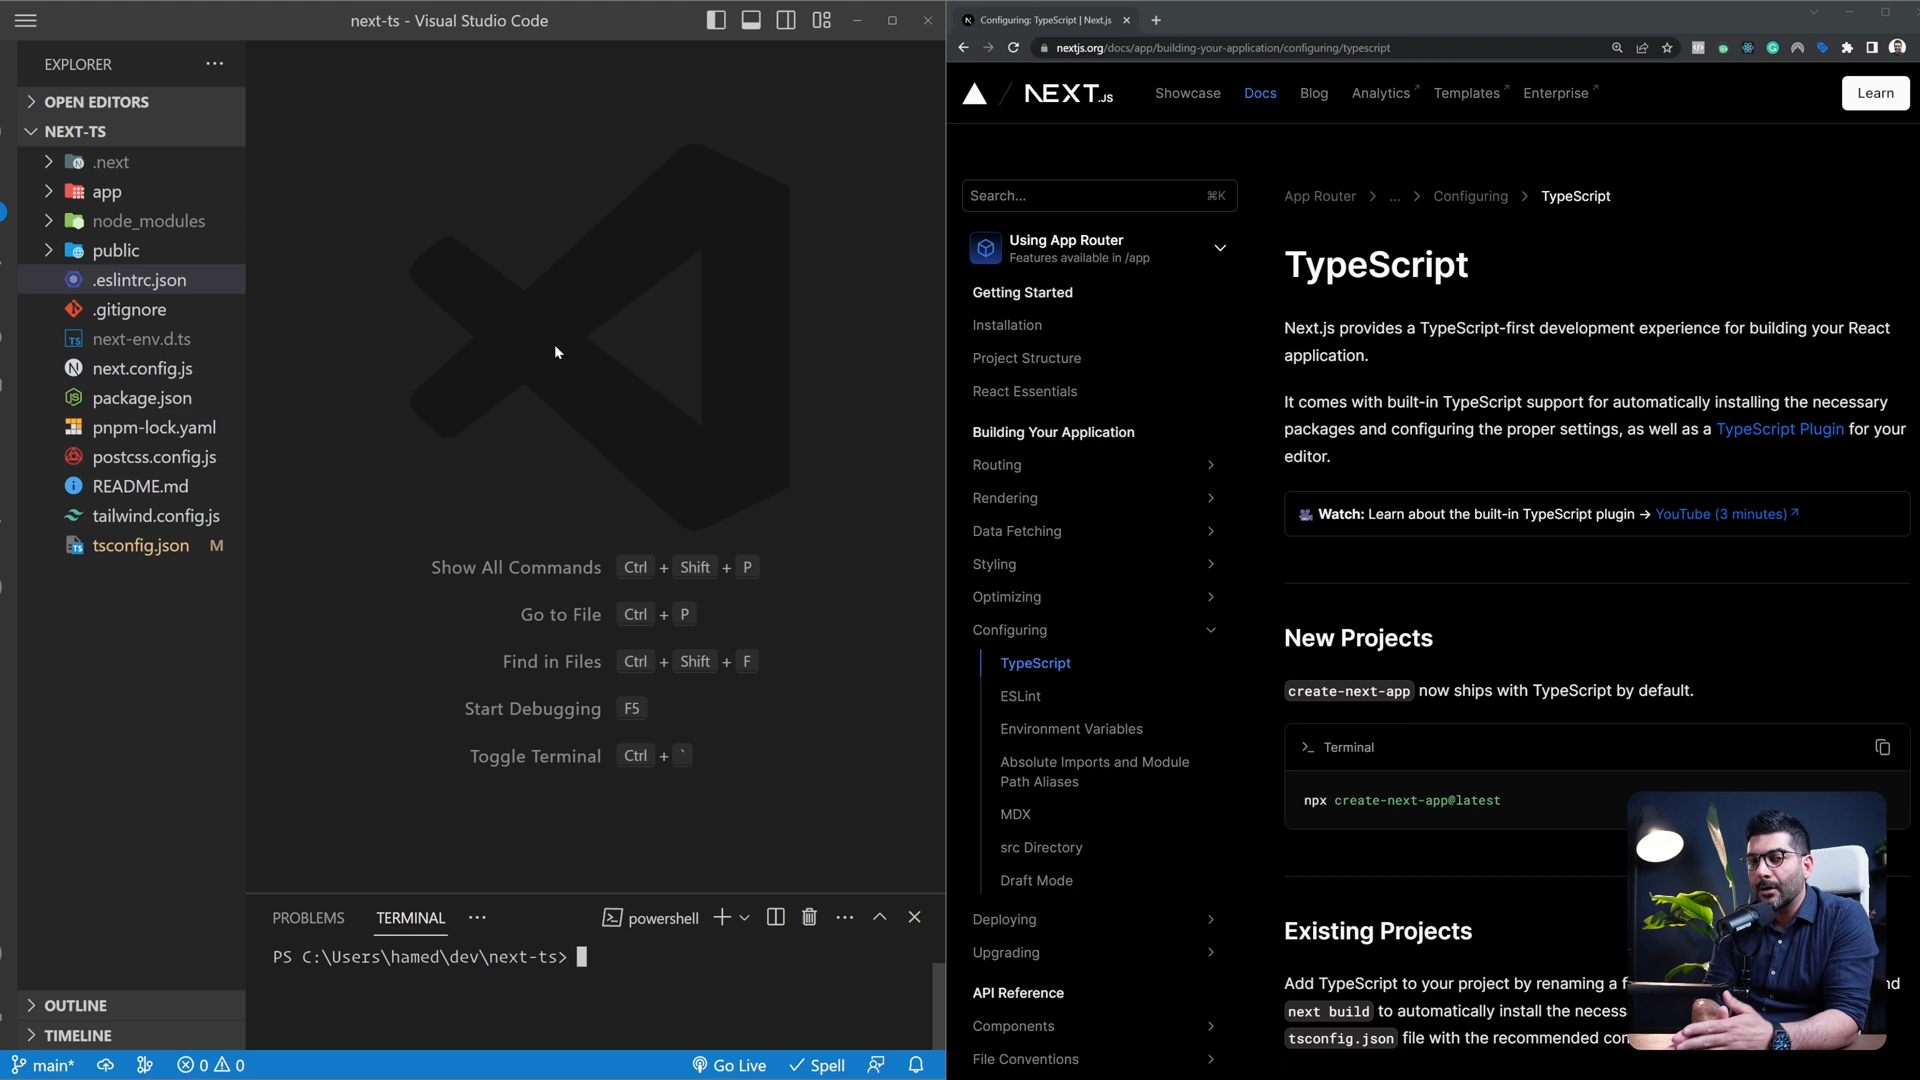 next-ts - Visual Studio Code
EXPLORER
OPEN EDITORS
NEXT-TS
.next
app
node_modules
public
.eslintrc.json
.gitignore
next-env.d.ts
next.config.js
package.json
pnpm-lock.yaml
postcss.config.js
README.md
tailwind.config.js
tsconfig.json M
OUTLINE
TIMELINE
Show All Commands Ctrl + Shift + P
Go to File Ctrl + P
Find in Files Ctrl + Shift + F
Start Debugging F5
Toggle Terminal Ctrl + `
PROBLEMS TERMINAL powershell
PS C:\Users\hamed\dev\next-ts>
main* 0 0 Go Live Spell
Configuring: TypeScript | Next.js
nextjs.org/docs/app/building-your-application/configuring/typescript
NEXT.JS Showcase Docs Blog Analytics Templates Enterprise Learn
Search... ⌘K
Using App Router
Features available in /app
Getting Started
Installation
Project Structure
React Essentials
Building Your Application
Routing
Rendering
Data Fetching
Styling
Optimizing
Configuring
TypeScript
ESLint
Environment Variables
Absolute Imports and Module
Path Aliases
MDX
src Directory
Draft Mode
Deploying
Upgrading
API Reference
Components
File Conventions
App Router > ... > Configuring > TypeScript
TypeScript
Next.js provides a TypeScript-first development experience for building your React
application.
It comes with built-in TypeScript support for automatically installing the necessary
packages and configuring the proper settings, as well as a TypeScript Plugin for your
editor.
Watch: Learn about the built-in TypeScript plugin → YouTube (3 minutes) ↗
New Projects
create-next-app now ships with TypeScript by default.
>_ Terminal
npx create-next-app@latest
Existing Projects
Add TypeScript to your project by renaming a
next build to automatically install the
tsconfig.json file with the recommended